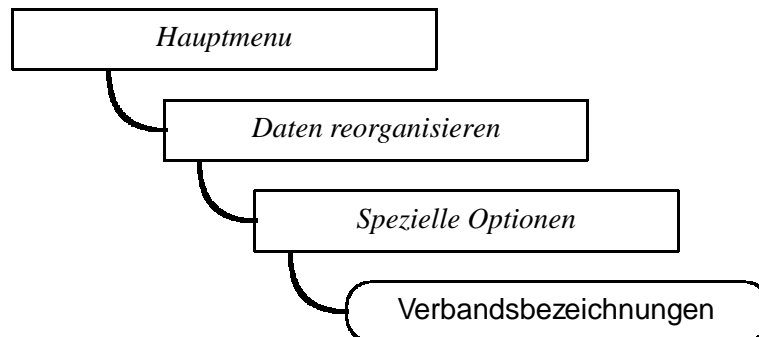 Hauptmenu
Daten reorganisieren
Spezielle Optionen
Verbandsbezeichnungen